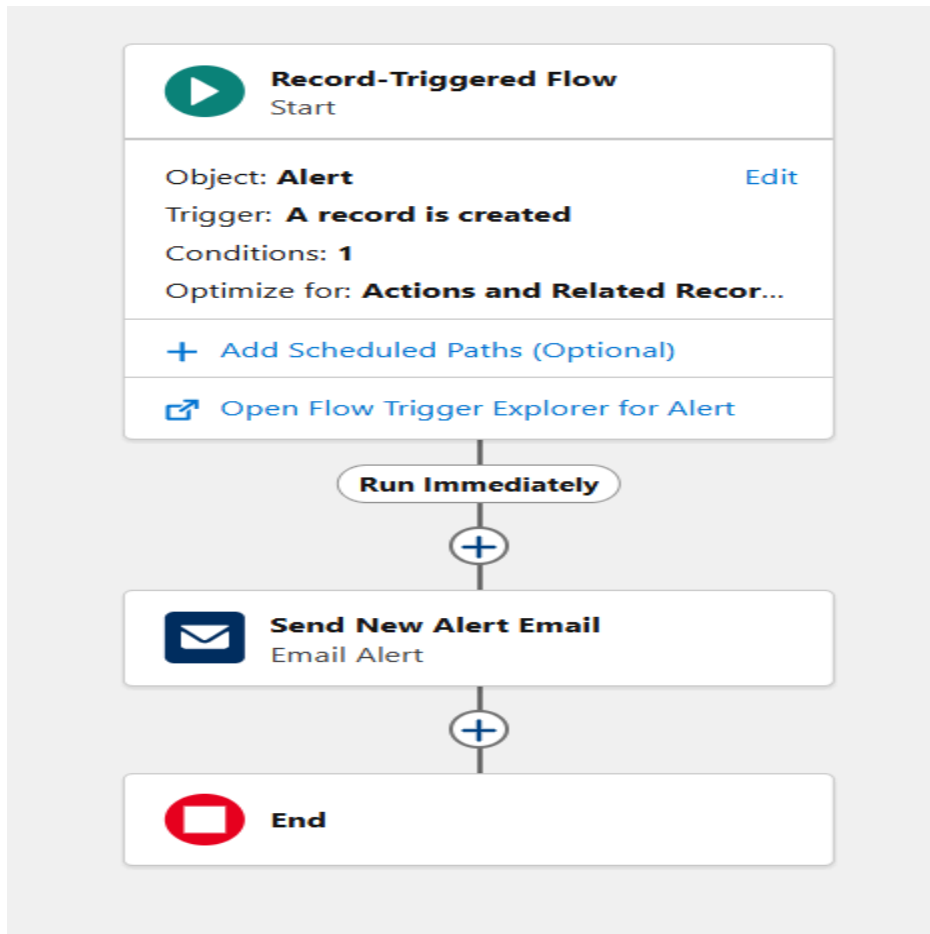 Record-Triggered Flow
Start
Object: Alert Edit
Trigger: A record is created
Conditions: 1
Optimize for: Actions and Related Recor...
Add Scheduled Paths (Optional)
Open Flow Trigger Explorer for Alert
Run Immediately
Send New Alert Email
Email Alert
End